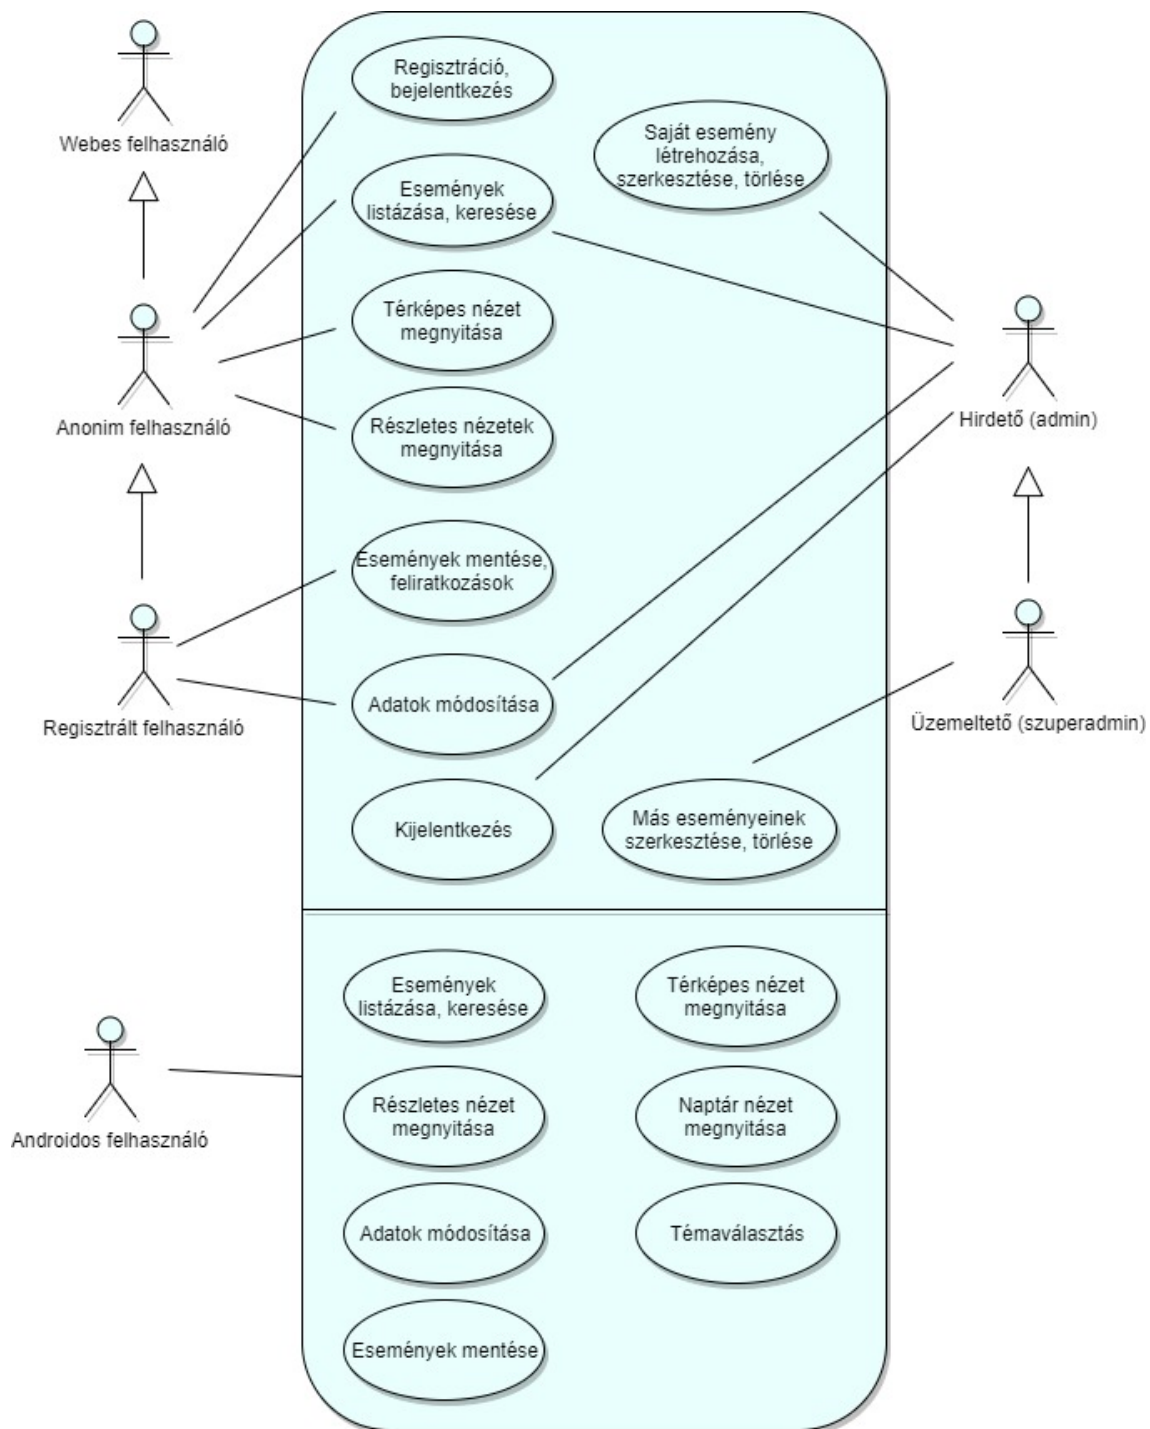 Webes felhasználó
Anonim felhasználó
Regisztrált felhasználó
Regisztráció,
bejelentkezés
Események
listázása, keresése
Térképes nézet
megnyitása
Részletes nézetek
megnyitása
Események mentése,
feliratkozások
Adatok módosítása
Kijelentkezés
Saját esemény
létrehozása,
szerkesztése, törlése
Más eseményeinek
szerkesztése, törlése
Hirdető (admin)
Üzemeltető (szuperadmin)
Androidos felhasználó
Események
listázása, keresése
Részletes nézet
megnyitása
Adatok módosítása
Események mentése
Térképes nézet
megnyitása
Naptár nézet
megnyitása
Témaválasztás